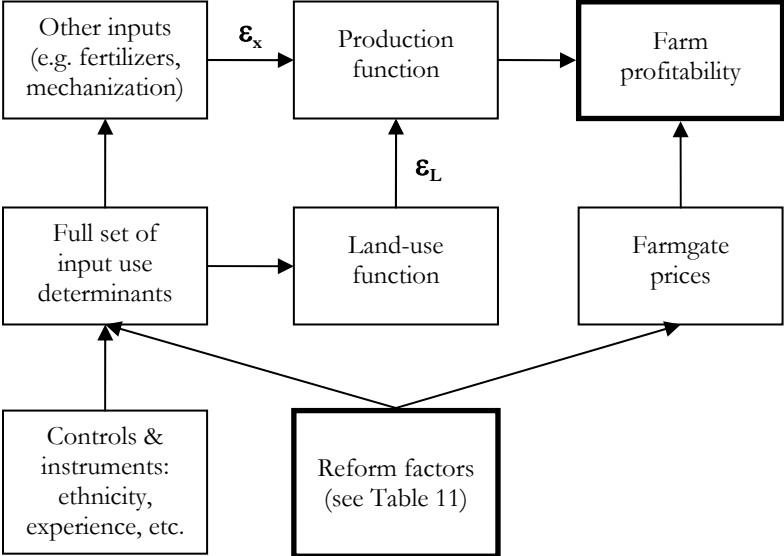 Other inputs
(e.g. fertilizers,
mechanization)
εx
Production
function
Farm
profitability
εL
Full set of
input use
determinants
Land-use
function
Farmgate
prices
Controls &
instruments:
ethnicity,
experience, etc.
Reform factors
(see Table 11)